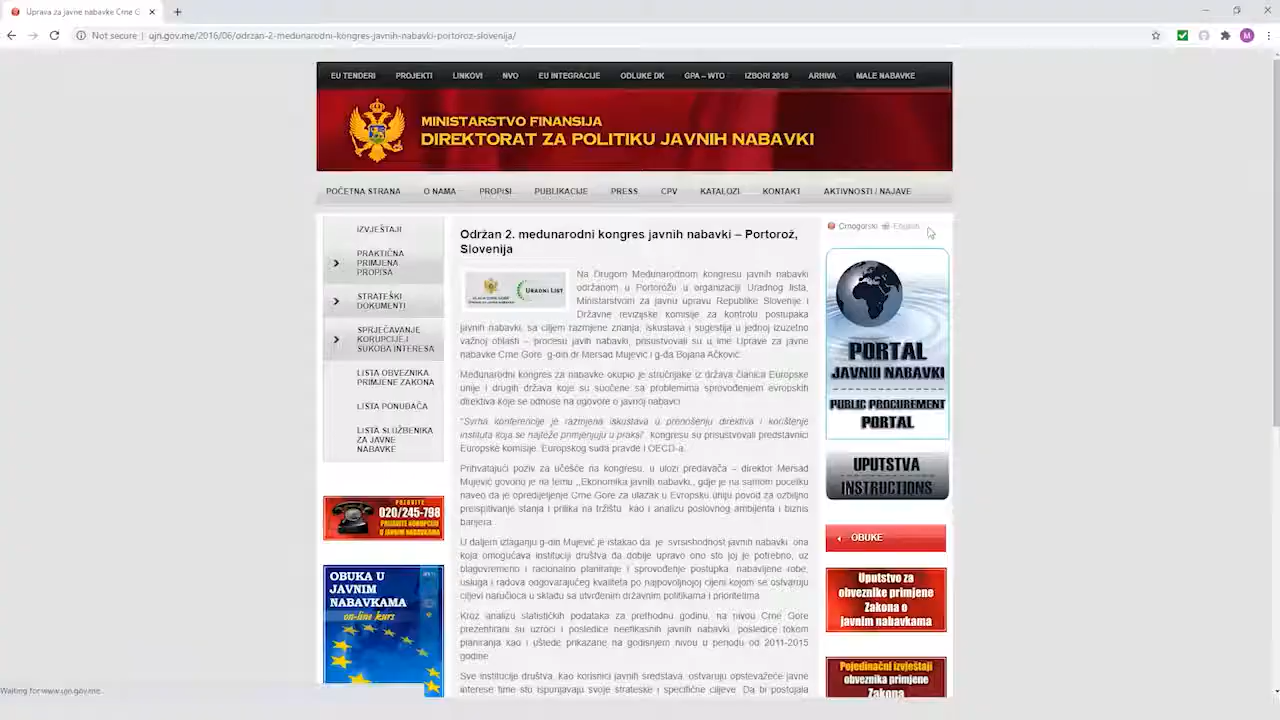 Uprava za javne nabavke Crne G
Not secure
ujn.gov.me/2016/06/odrzan-2-medunarodni-kongres-javnih-nabavki-portoroz-slovenija/
M
EU TENDERI PROJEKTI LINKOVI NVO EU INTEGRACIJE ODLUKE DK GPA – WTO IZBORI 2018 ARHIVA MALE NABAVKE
MINISTARSTVO FINANSIJA
DIREKTORAT ZA POLITIKU JAVNIH NABAVKI
POČETNA STRANA O NAMA PROPISI PUBLIKACIJE PRESS CPV KATALOZI KONTAKT AKTIVNOSTI / NAJAVE
IZVJEŠTAJI
PRAKTIČNA
PRIMJENA
PROPISA
STRATEŠKI
DOKUMENTI
SPRJEČAVANJE
KORUPCIJE I
SUKOBA INTERESA
LISTA OBVEZNIKA
PRIMJENE ZAKONA
LISTA PONUĐAČA
LISTA SLUŽBENIKA
ZA JAVNE
NABAVKE
POZOVITE
020/245-798
PRIJAVITE KORUPCIJU
U JAVNIM NABAVKAMA
OBUKA U
JAVNIM
NABAVKAMA
on-line kurs
Održan 2. međunarodni kongres javnih nabavki – Portorož,
Slovenija
URADNI LIST
Na Drugom Međunarodnom kongresu javnih nabavki
održanom u Portorožu u organizaciji Uradnog lista,
Ministarstvom za javnu upravu Republike Slovenije i
Državne revizijske komisije za kontrolu postupaka
javnih nabavki, sa ciljem razmjene znanja, iskustava i sugestija u jednoj izuzetno
važnoj oblasti – procesu javnih nabavki, prisustvovali su u ime Uprave za javne
nabavke Crne Gore g-din dr Mersad Mujević i g-đa Bojana Ačković.
Međunarodni kongres za nabavke okupio je stručnjake iz država članica Europske
unije i drugih država koje su suočene sa problemima sprovođenjem evropskih
direktiva koje se odnose na ugovore o javnoj nabavci.
"Svrha konferencije je razmjena iskustava u prenošenju direktiva i korištenje
instituta koja se najteže primjenjuju u praksi", kongresu su prisustvovali predstavnici
Europske komisije, Europskog suda pravde i OECD-a.
Prihvatajući poziv za učešće na kongresu, u ulozi predavača – direktor Mersad
Mujević govorio je na temu ,,Ekonomika javnih nabavki,, gdje je na samom početku
naveo da je opredjeljenje Crne Gore za ulazak u Evropsku uniju povod za ozbiljno
preispitivanje stanja i prilika na tržištu kao i analizu poslovnog ambijenta i biznis
barijera.
U daljem izlaganju g-din Mujević je istakao da je svrsishodnost javnih nabavki ona
koja omogućava instituciji društva da dobije upravo ono što joj je potrebno, uz
blagovremeno i racionalno planiranje i sprovođenje postupka nabavljene robe,
usluga i radova odgovarajućeg kvaliteta po najpovoljnijoj cijeni kojom se ostvaruju
ciljevi naručioca u skladu sa utvrđenim državnim politikama i prioritetima.
Kroz analizu statističkih podataka za prethodnu godinu, na nivou Crne Gore
prezentirani su uzroci i posledice neefikasnih javnih nabavki, posledice lošeg
planiranja kao i uštede prikazane na godišnjem nivou u periodu od 2011-2015
godine.
Sve institucije društva, kao korisnici javnih sredstava, ostvaruju opštevažeće javne
interese time što ispunjavaju svoje strateške i specifične ciljeve. Da bi postojala
Crnogorski English
PORTAL
JAVNIH NABAVKI
PUBLIC PROCUREMENT
PORTAL
UPUTSTVA
INSTRUCTIONS
OBUKE
Uputstvo za
obveznike primjene
Zakona o
javnim nabavkama
Pojedinačni izvještaji
obveznika primjene
Zakona
Waiting for www.ujn.gov.me...